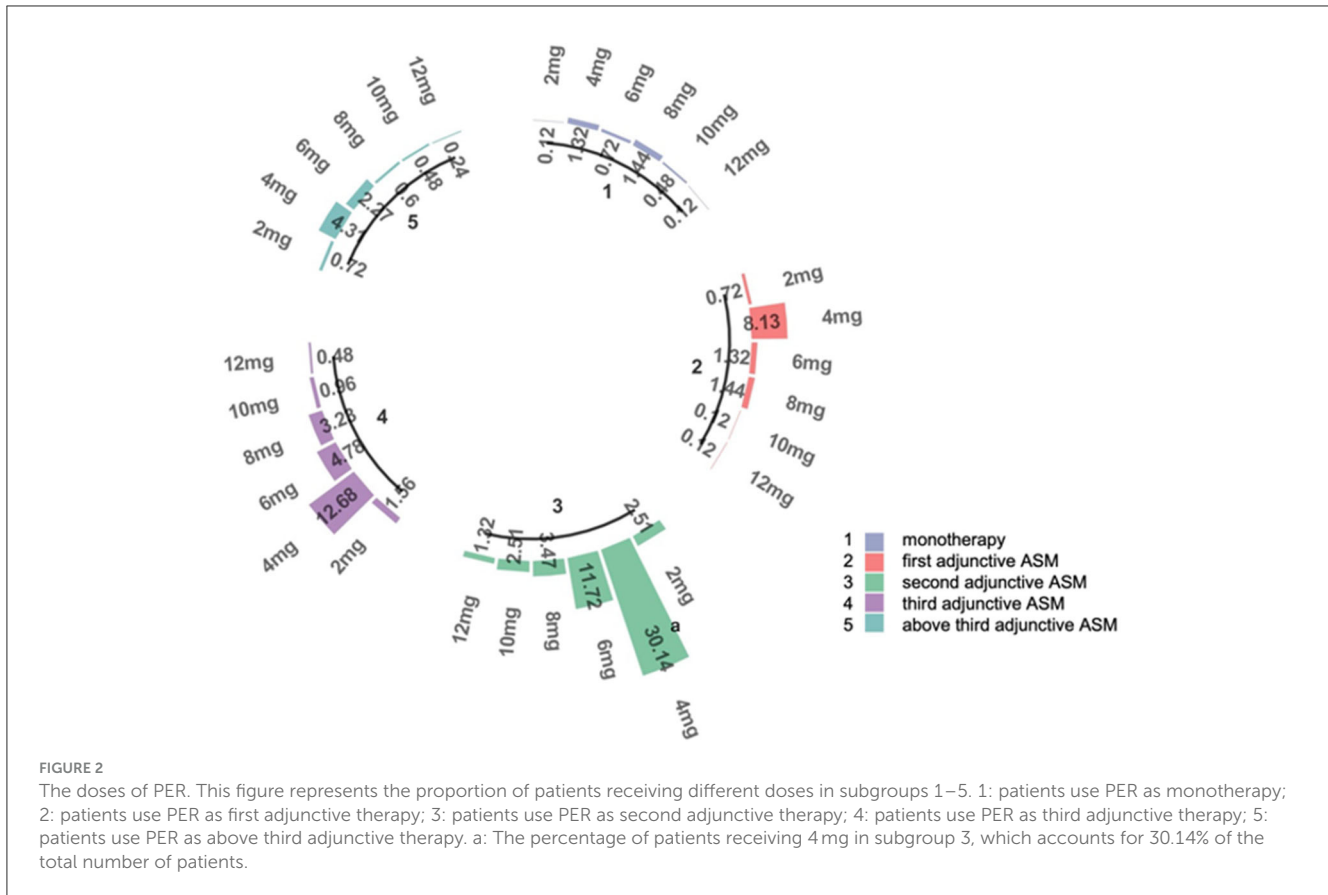 2mg
4mg
6mg
8mg
10mg
12mg
0.12
1.32
0.72
1.44
0.48
0.12
1
2mg
4mg
6mg
8mg
10mg
12mg
0.72
8.13
1.32
1.44
0.12
0.12
2
2mg
4mg
6mg
8mg
10mg
12mg
2.51
30.14
a
11.72
3.47
2.51
1.32
3
2mg
4mg
6mg
8mg
10mg
12mg
1.56
12.68
4.78
3.23
0.96
0.48
4
2mg
4mg
6mg
8mg
10mg
12mg
0.72
4.31
2.27
0.6
0.48
0.24
5
1 monotherapy
2 first adjunctive ASM
3 second adjunctive ASM
4 third adjunctive ASM
5 above third adjunctive ASM
FIGURE 2
The doses of PER. This figure represents the proportion of patients receiving different doses in subgroups 1–5. 1: patients use PER as monotherapy;
2: patients use PER as first adjunctive therapy; 3: patients use PER as second adjunctive therapy; 4: patients use PER as third adjunctive therapy; 5:
patients use PER as above third adjunctive therapy. a: The percentage of patients receiving 4 mg in subgroup 3, which accounts for 30.14% of the
total number of patients.